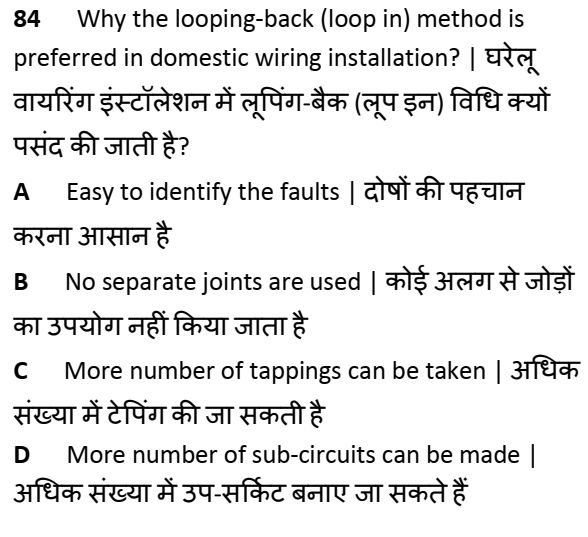 84 Why the looping-back (loop in) method is
preferred in domestic wiring installation? | घरेलू
वायरिंग इंस्टॉलेशन में लूपिंग-बैक (लूप इन) विधि क्यों
पसंद की जाती है?
A Easy to identify the faults | दोषों की पहचान
करना आसान है
B No separate joints are used | कोई अलग से जोड़ों
का उपयोग नहीं किया जाता है
C More number of tappings can be taken | अधिक
संख्या में टेपिंग की जा सकती है
D More number of sub-circuits can be made |
अधिक संख्या में उप-सर्किट बनाए जा सकते हैं